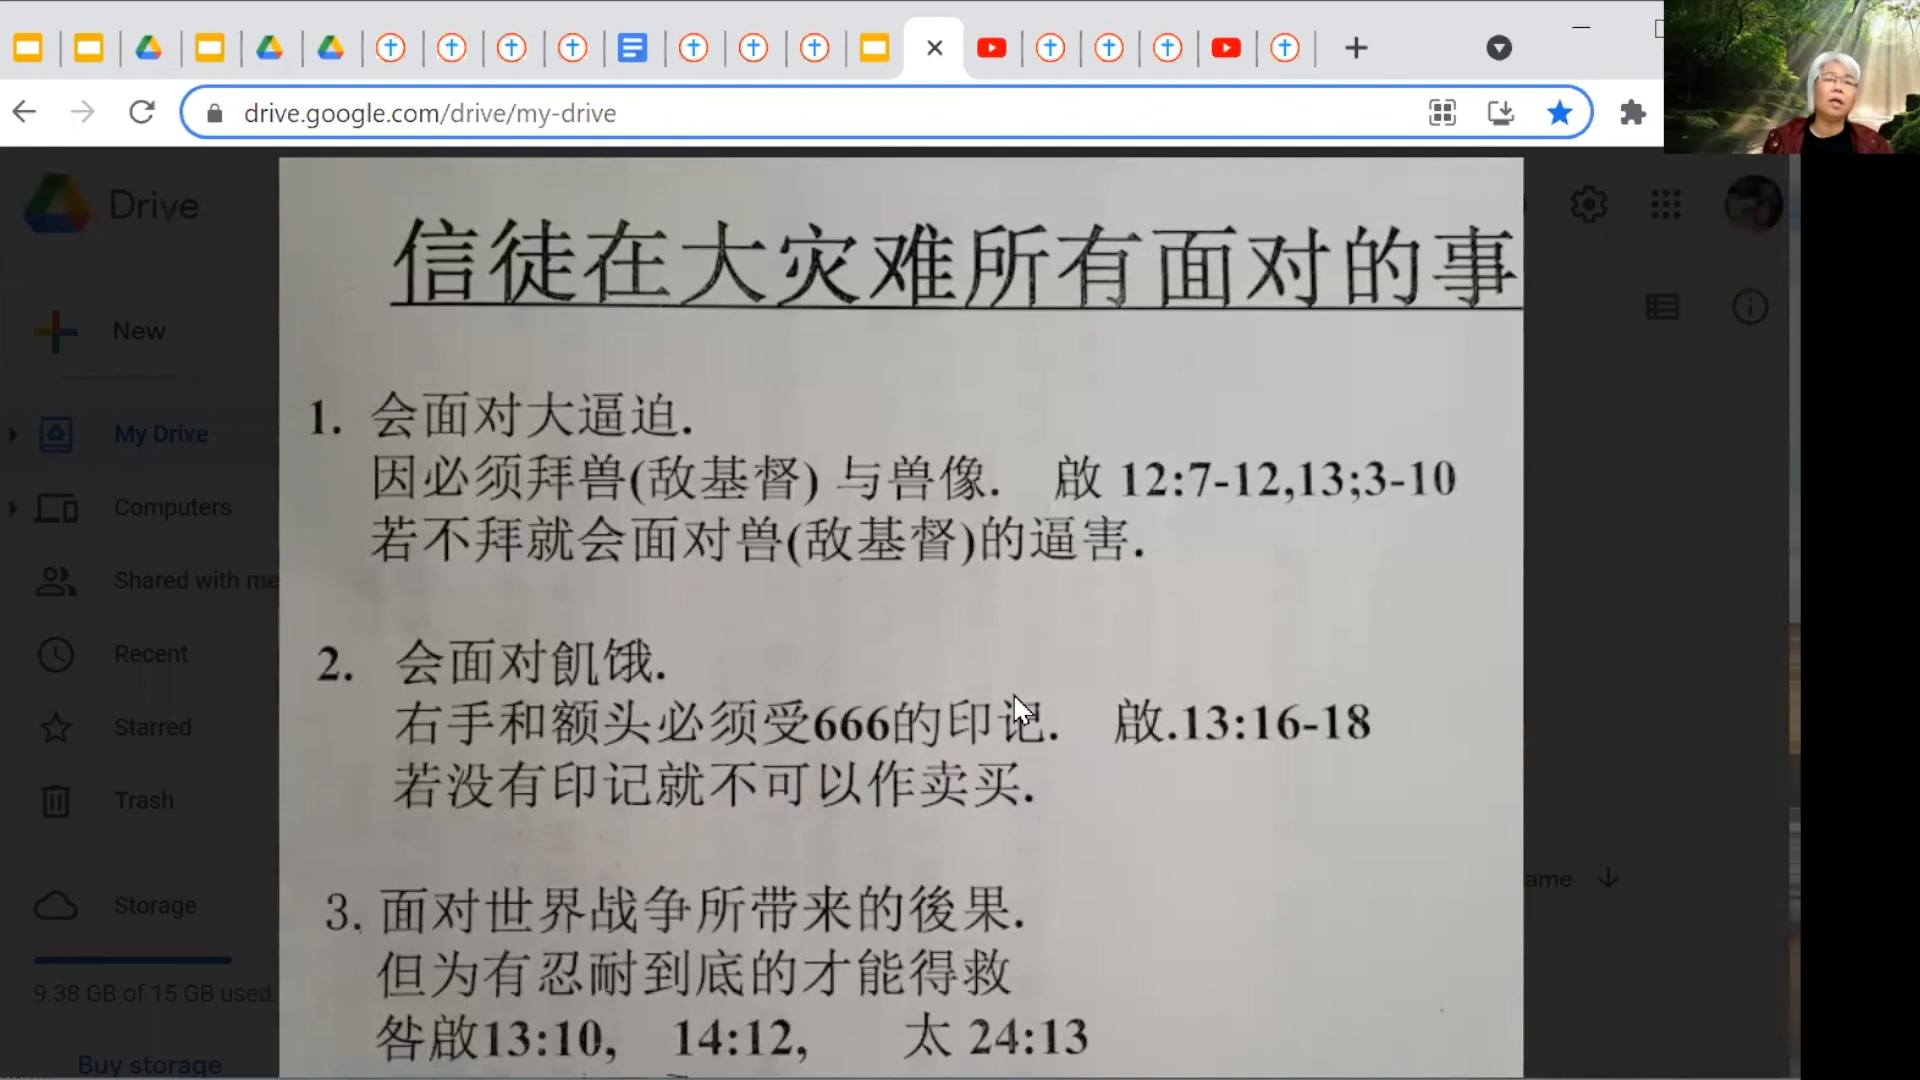 drive.google.com/drive/my-drive
Drive
New
My Drive
Computers
Shared with me
Recent
Starred
Trash
Storage
9.38 GB of 15 GB used
Buy storage
信徒在大灾难所有面对的事
1. 会面对大逼迫.
因必须拜兽(敌基督) 与兽像. 啟 12:7-12,13;3-10
若不拜就会面对兽(敌基督)的逼害.
2. 会面对飢饿.
右手和额头必须受666的印记. 啟.13:16-18
若没有印记就不可以作卖买.
3. 面对世界战争所带来的後果.
但为有忍耐到底的才能得救
咎啟13:10, 14:12, 太 24:13
ame